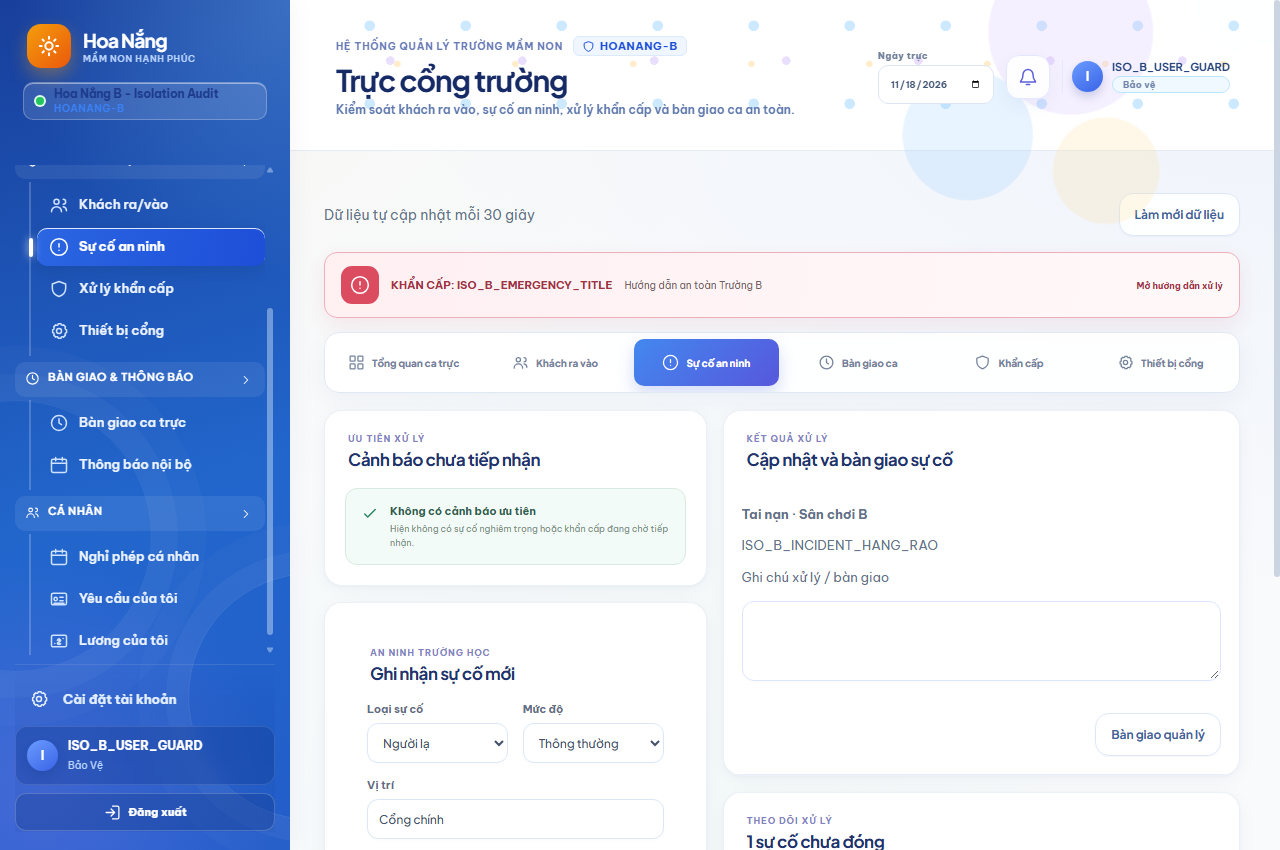 Hoa Nắng
MẦM NON HẠNH PHÚC
Hoa Nắng B - Isolation Audit
HOANANG-B
Khách ra/vào
Sự cố an ninh
Xử lý khẩn cấp
Thiết bị cổng
BÀN GIAO & THÔNG BÁO
Bàn giao ca trực
Thông báo nội bộ
CÁ NHÂN
Nghỉ phép cá nhân
Yêu cầu của tôi
Lương của tôi
Cài đặt tài khoản
I
ISO_B_USER_GUARD
Bảo Vệ
Đăng xuất
HỆ THỐNG QUẢN LÝ TRƯỜNG MẦM NON
HOANANG-B
Trực cổng trường
Kiểm soát khách ra vào, sự cố an ninh, xử lý khẩn cấp và bàn giao ca an toàn.
Ngày trực
11/18/2026
I
ISO_B_USER_GUARD
Bảo vệ
Dữ liệu tự cập nhật mỗi 30 giây
Làm mới dữ liệu
KHẨN CẤP: ISO_B_EMERGENCY_TITLE Hướng dẫn an toàn Trường B
Mở hướng dẫn xử lý
Tổng quan ca trực
Khách ra vào
Sự cố an ninh
Bàn giao ca
Khẩn cấp
Thiết bị cổng
ƯU TIÊN XỬ LÝ
Cảnh báo chưa tiếp nhận
Không có cảnh báo ưu tiên
Hiện không có sự cố nghiêm trọng hoặc khẩn cấp đang chờ tiếp
nhận.
AN NINH TRƯỜNG HỌC
Ghi nhận sự cố mới
Loại sự cố
Mức độ
Người lạ
Thông thường
Vị trí
Cổng chính
KẾT QUẢ XỬ LÝ
Cập nhật và bàn giao sự cố
Tai nạn · Sân chơi B
ISO_B_INCIDENT_HANG_RAO
Ghi chú xử lý / bàn giao
Bàn giao quản lý
THEO DÕI XỬ LÝ
1 sự cố chưa đóng